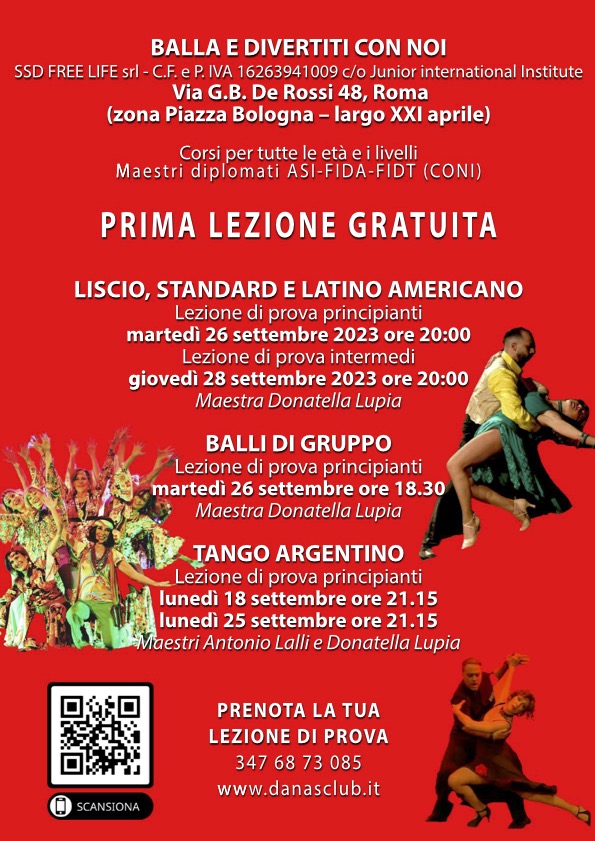 BALLA E DIVERTITI CON NOI
SSD FREE LIFE srl - C.F. e P. IVA 16263941009 c/o Junior international Institute
Via G.B. De Rossi 48, Roma
(zona Piazza Bologna – largo XXI aprile)
Corsi per tutte le età e i livelli
Maestri diplomati ASI-FIDA-FIDT (CONI)
PRIMA LEZIONE GRATUITA
LISCIO, STANDARD E LATINO AMERICANO
Lezione di prova principianti
martedì 26 settembre 2023 ore 20:00
Lezione di prova intermedi
giovedì 28 settembre 2023 ore 20:00
Maestra Donatella Lupia
BALLI DI GRUPPO
Lezione di prova principianti
martedì 26 settembre ore 18.30
Maestra Donatella Lupia
TANGO ARGENTINO
Lezione di prova principianti
lunedì 18 settembre ore 21.15
lunedì 25 settembre ore 21.15
Maestri Antonio Lalli e Donatella Lupia
PRENOTA LA TUA
LEZIONE DI PROVA
347 68 73 085
www.danasclub.it
SCANSIONA